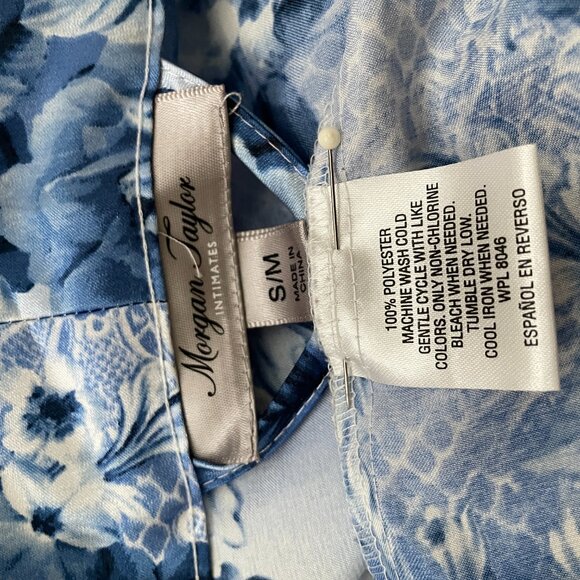 Morgan Taylor
INTIMATES
S/M
MADE IN
CHINA
100% POLYESTER
MACHINE WASH COLD
GENTLE CYCLE WITH LIKE
COLORS. ONLY NON-CHLORINE
BLEACH WHEN NEEDED.
TUMBLE DRY LOW.
COOL IRON WHEN NEEDED.
WPL 8046
ESPAÑOL EN REVERSO